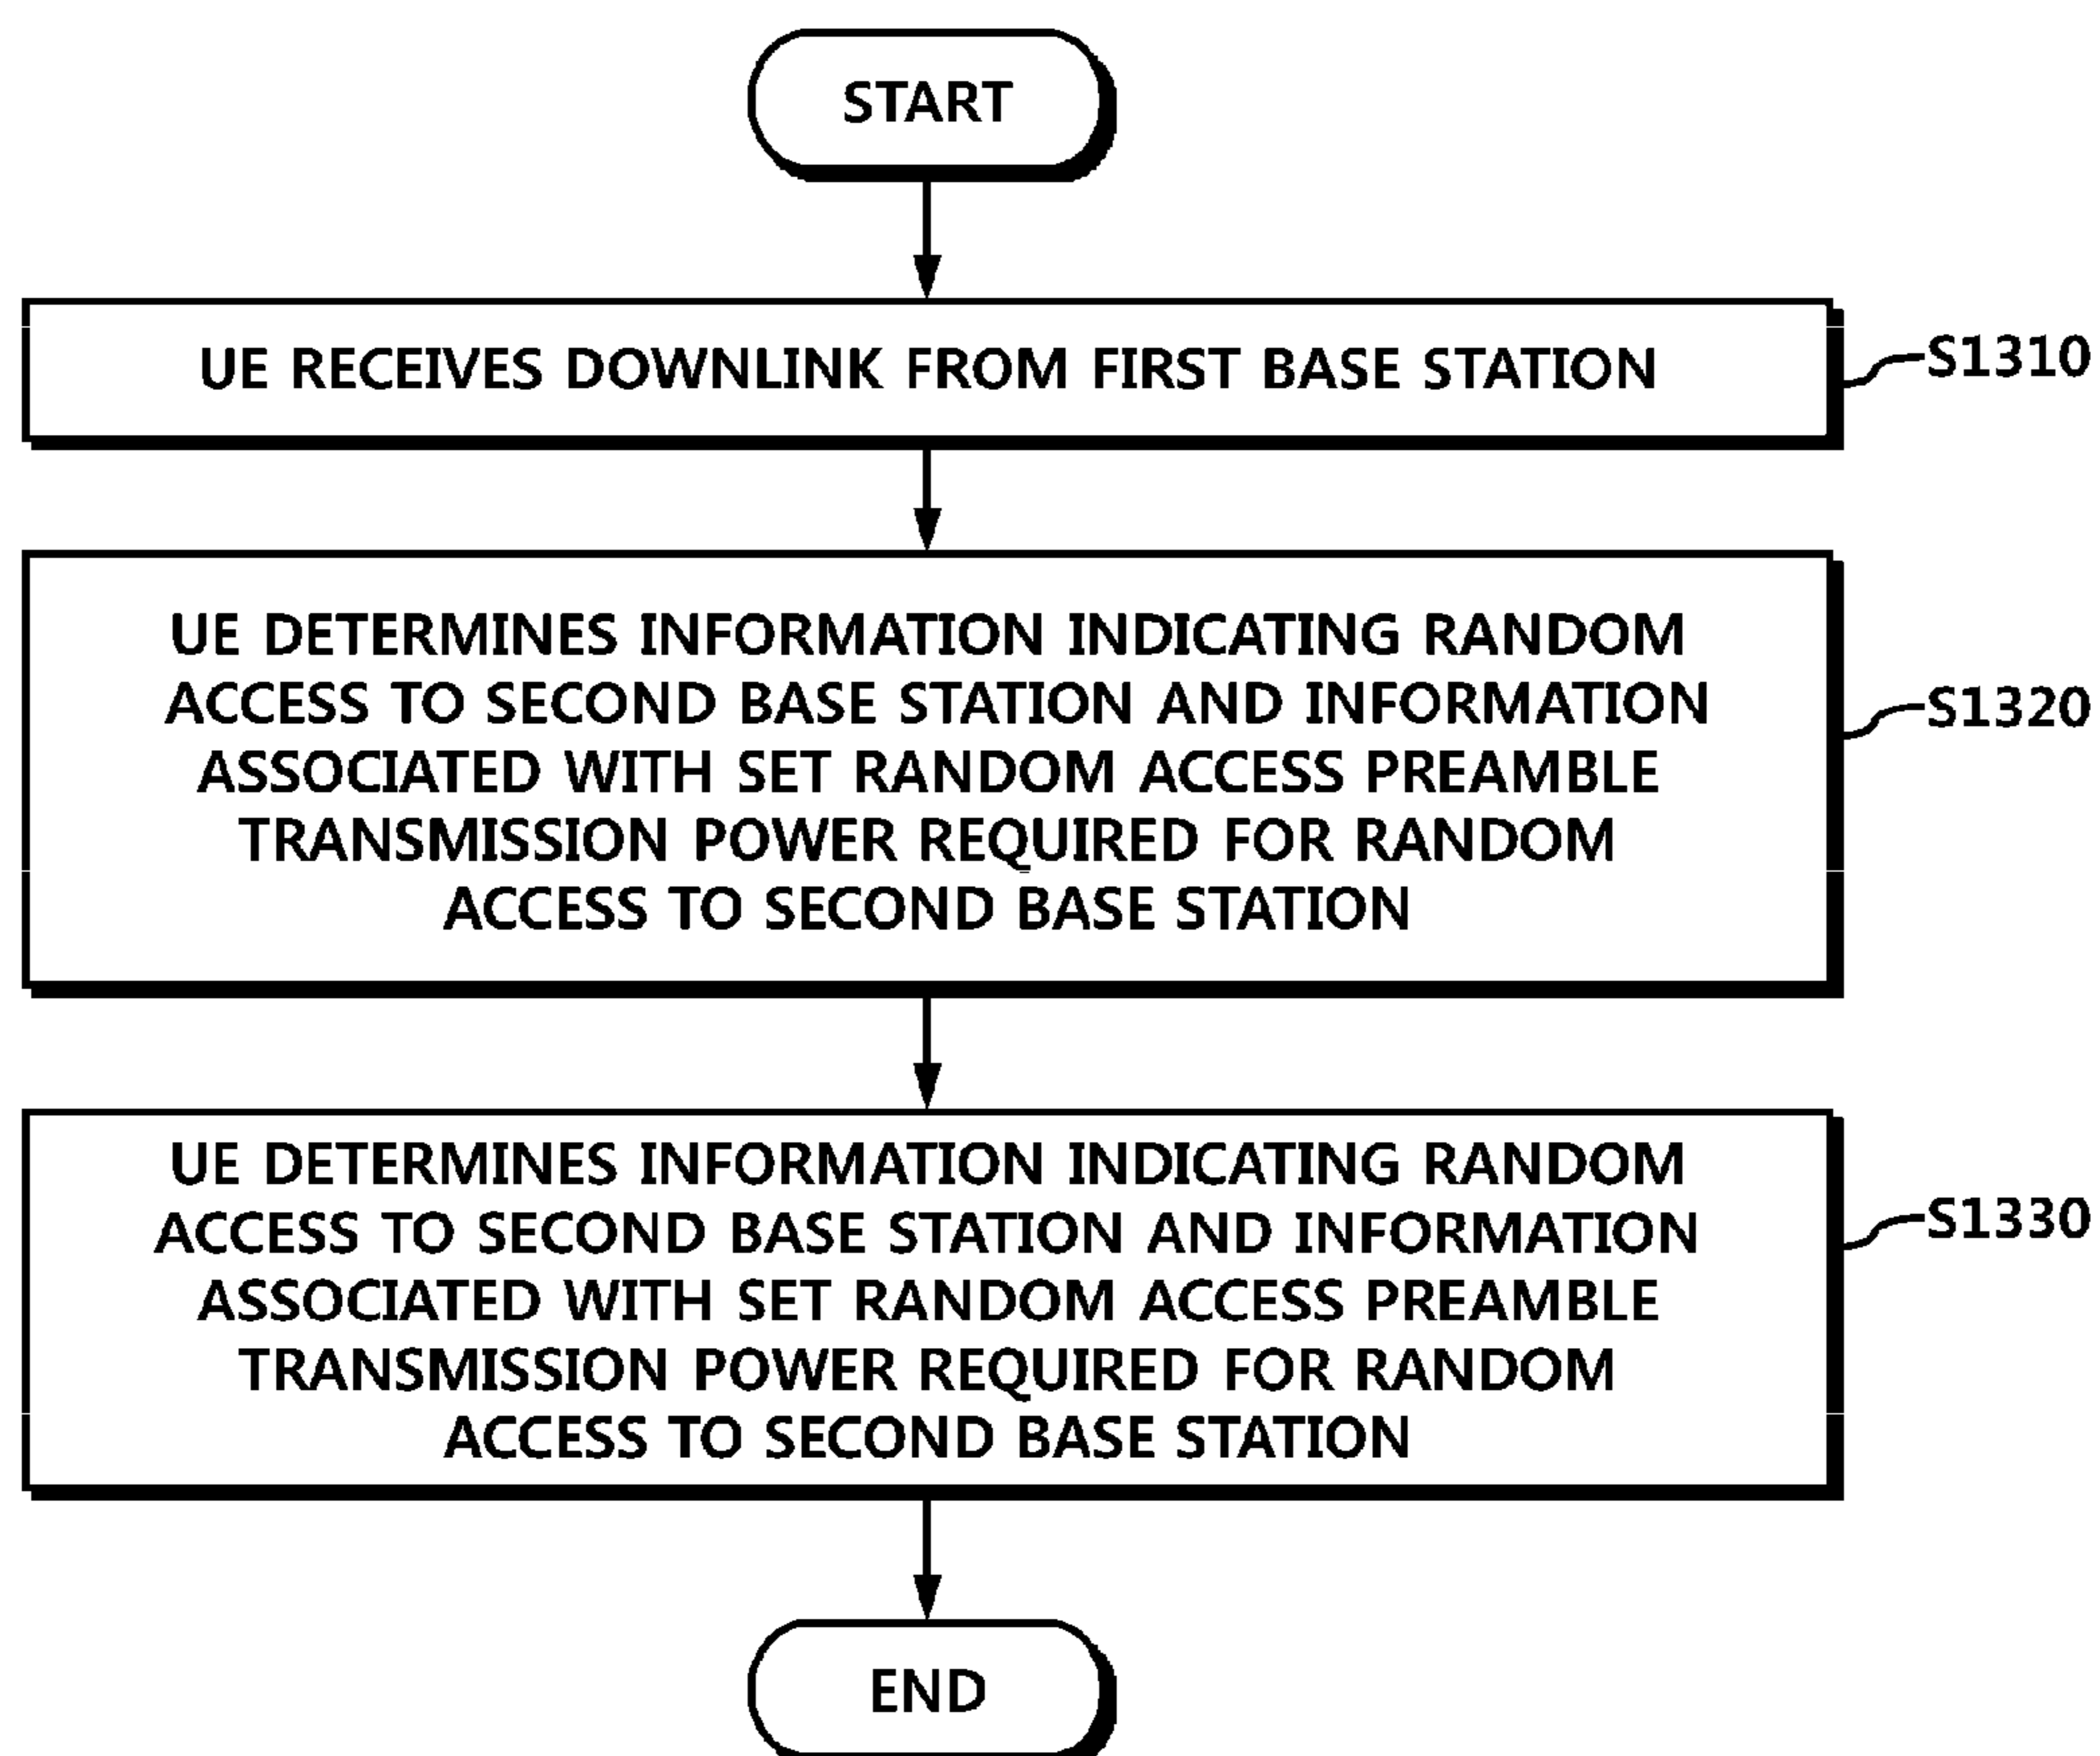 START
UE RECEIVES DOWNLINK FROM FIRST BASE STATION
S1310
UE DETERMINES INFORMATION INDICATING RANDOM
ACCESS TO SECOND BASE STATION AND INFORMATION
ASSOCIATED WITH SET RANDOM ACCESS PREAMBLE
TRANSMISSION POWER REQUIRED FOR RANDOM
ACCESS TO SECOND BASE STATION
S1320
UE DETERMINES INFORMATION INDICATING RANDOM
ACCESS TO SECOND BASE STATION AND INFORMATION
ASSOCIATED WITH SET RANDOM ACCESS PREAMBLE
TRANSMISSION POWER REQUIRED FOR RANDOM
ACCESS TO SECOND BASE STATION
S1330
END